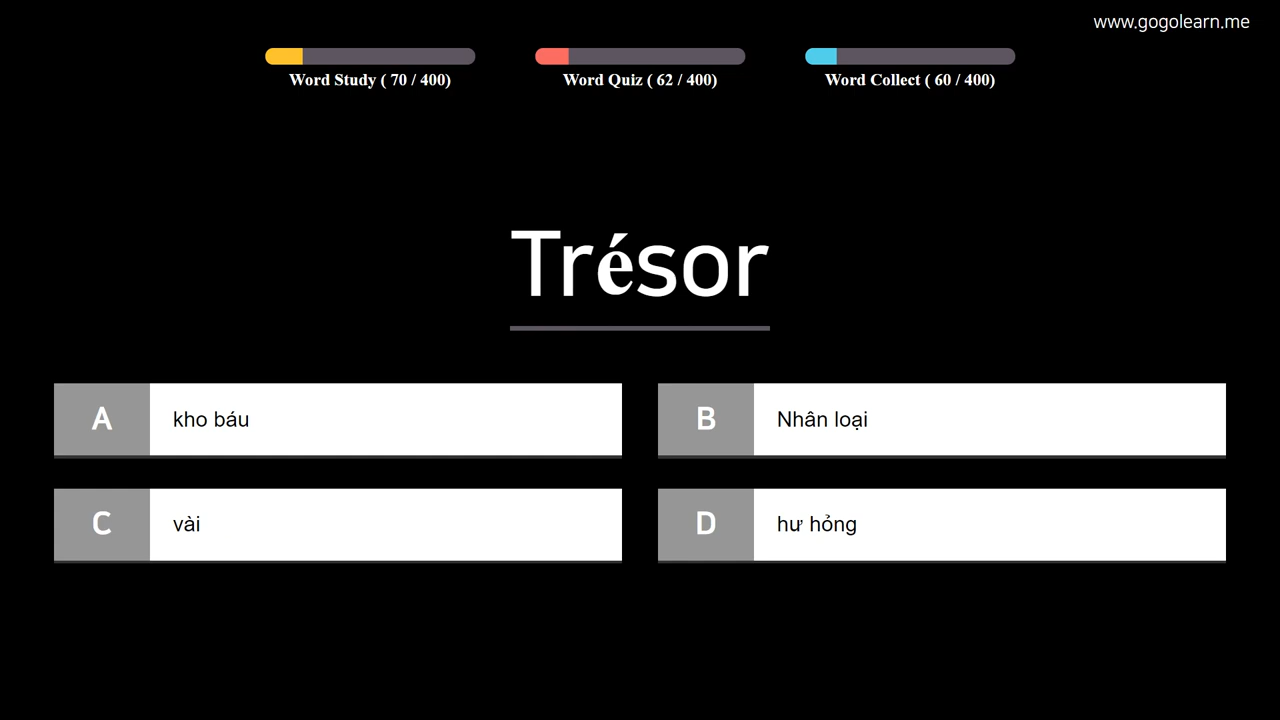 www.gogolearn.me
Word Study ( 70 / 400)
Word Quiz ( 62 / 400)
Word Collect ( 60 / 400)
Trésor
A kho báu
B Nhân loại
C vài
D hư hỏng